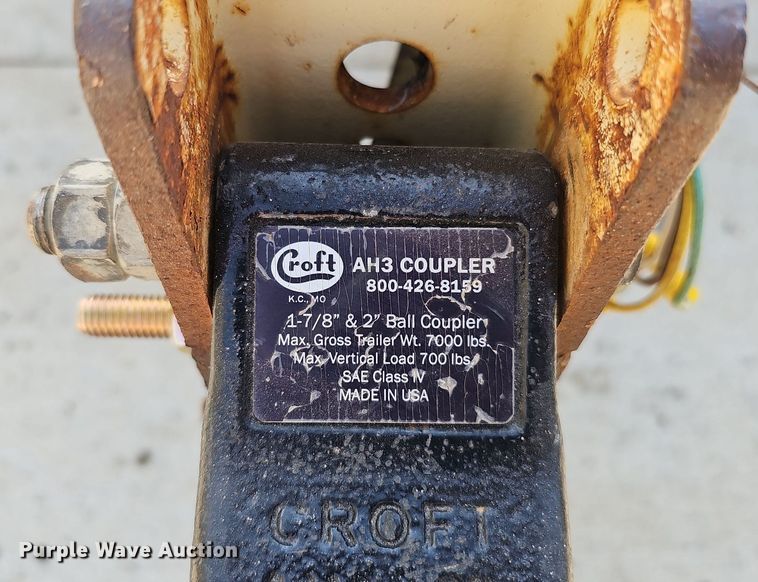 Croft
K.C., MO
AH3 COUPLER
800-426-8159
1-7/8" & 2" Ball Coupler
Max. Gross Trailer Wt. 7000 lbs.
Max. Vertical Load 700 lbs.
SAE Class IV
MADE IN USA
CROFT
Purple Wave Auction